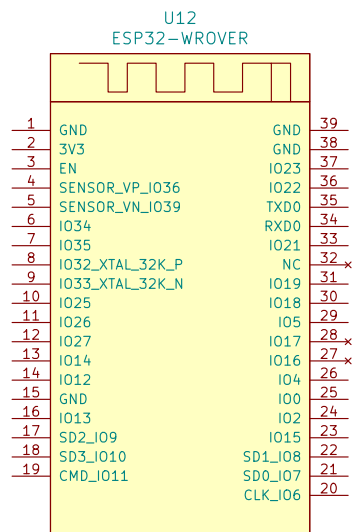 U12
ESP32-WROVER
1 GND GND 39
2 3V3 GND 38
3 EN IO23 37
4 SENSOR_VP_IO36 IO22 36
5 SENSOR_VN_IO39 TXD0 35
6 IO34 RXD0 34
7 IO35 IO21 33
8 IO32_XTAL_32K_P NC 32
9 IO33_XTAL_32K_N IO19 31
10 IO25 IO18 30
11 IO26 IO5 29
12 IO27 IO17 28
13 IO14 IO16 27
14 IO12 IO4 26
15 GND IO0 25
16 IO13 IO2 24
17 SD2_IO9 IO15 23
18 SD3_IO10 SD1_IO8 22
19 CMD_IO11 SD0_IO7 21
CLK_IO6 20